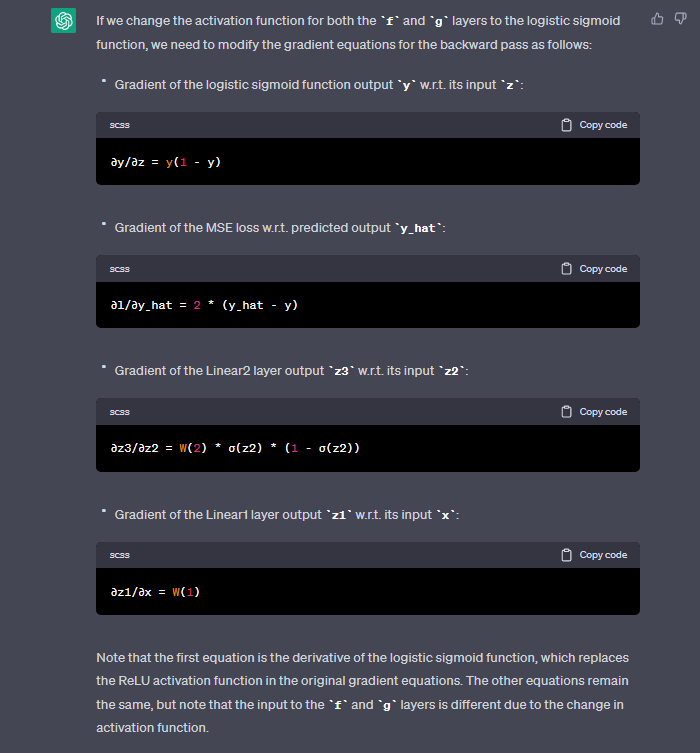 If we change the activation function for both the `f` and `g` layers to the logistic sigmoid
function, we need to modify the gradient equations for the backward pass as follows:
• Gradient of the logistic sigmoid function output `y` w.r.t. its input `z`:
scss
Copy code
∂y/∂z = y(1 - y)
• Gradient of the MSE loss w.r.t. predicted output `y_hat`:
scss
Copy code
∂l/∂y_hat = 2 * (y_hat - y)
• Gradient of the Linear2 layer output `z3` w.r.t. its input `z2`:
scss
Copy code
∂z3/∂z2 = W(2) * σ(z2) * (1 - σ(z2))
• Gradient of the Linear1 layer output `z1` w.r.t. its input `x`:
scss
Copy code
∂z1/∂x = W(1)
Note that the first equation is the derivative of the logistic sigmoid function, which replaces
the ReLU activation function in the original gradient equations. The other equations remain
the same, but note that the input to the `f` and `g` layers is different due to the change in
activation function.